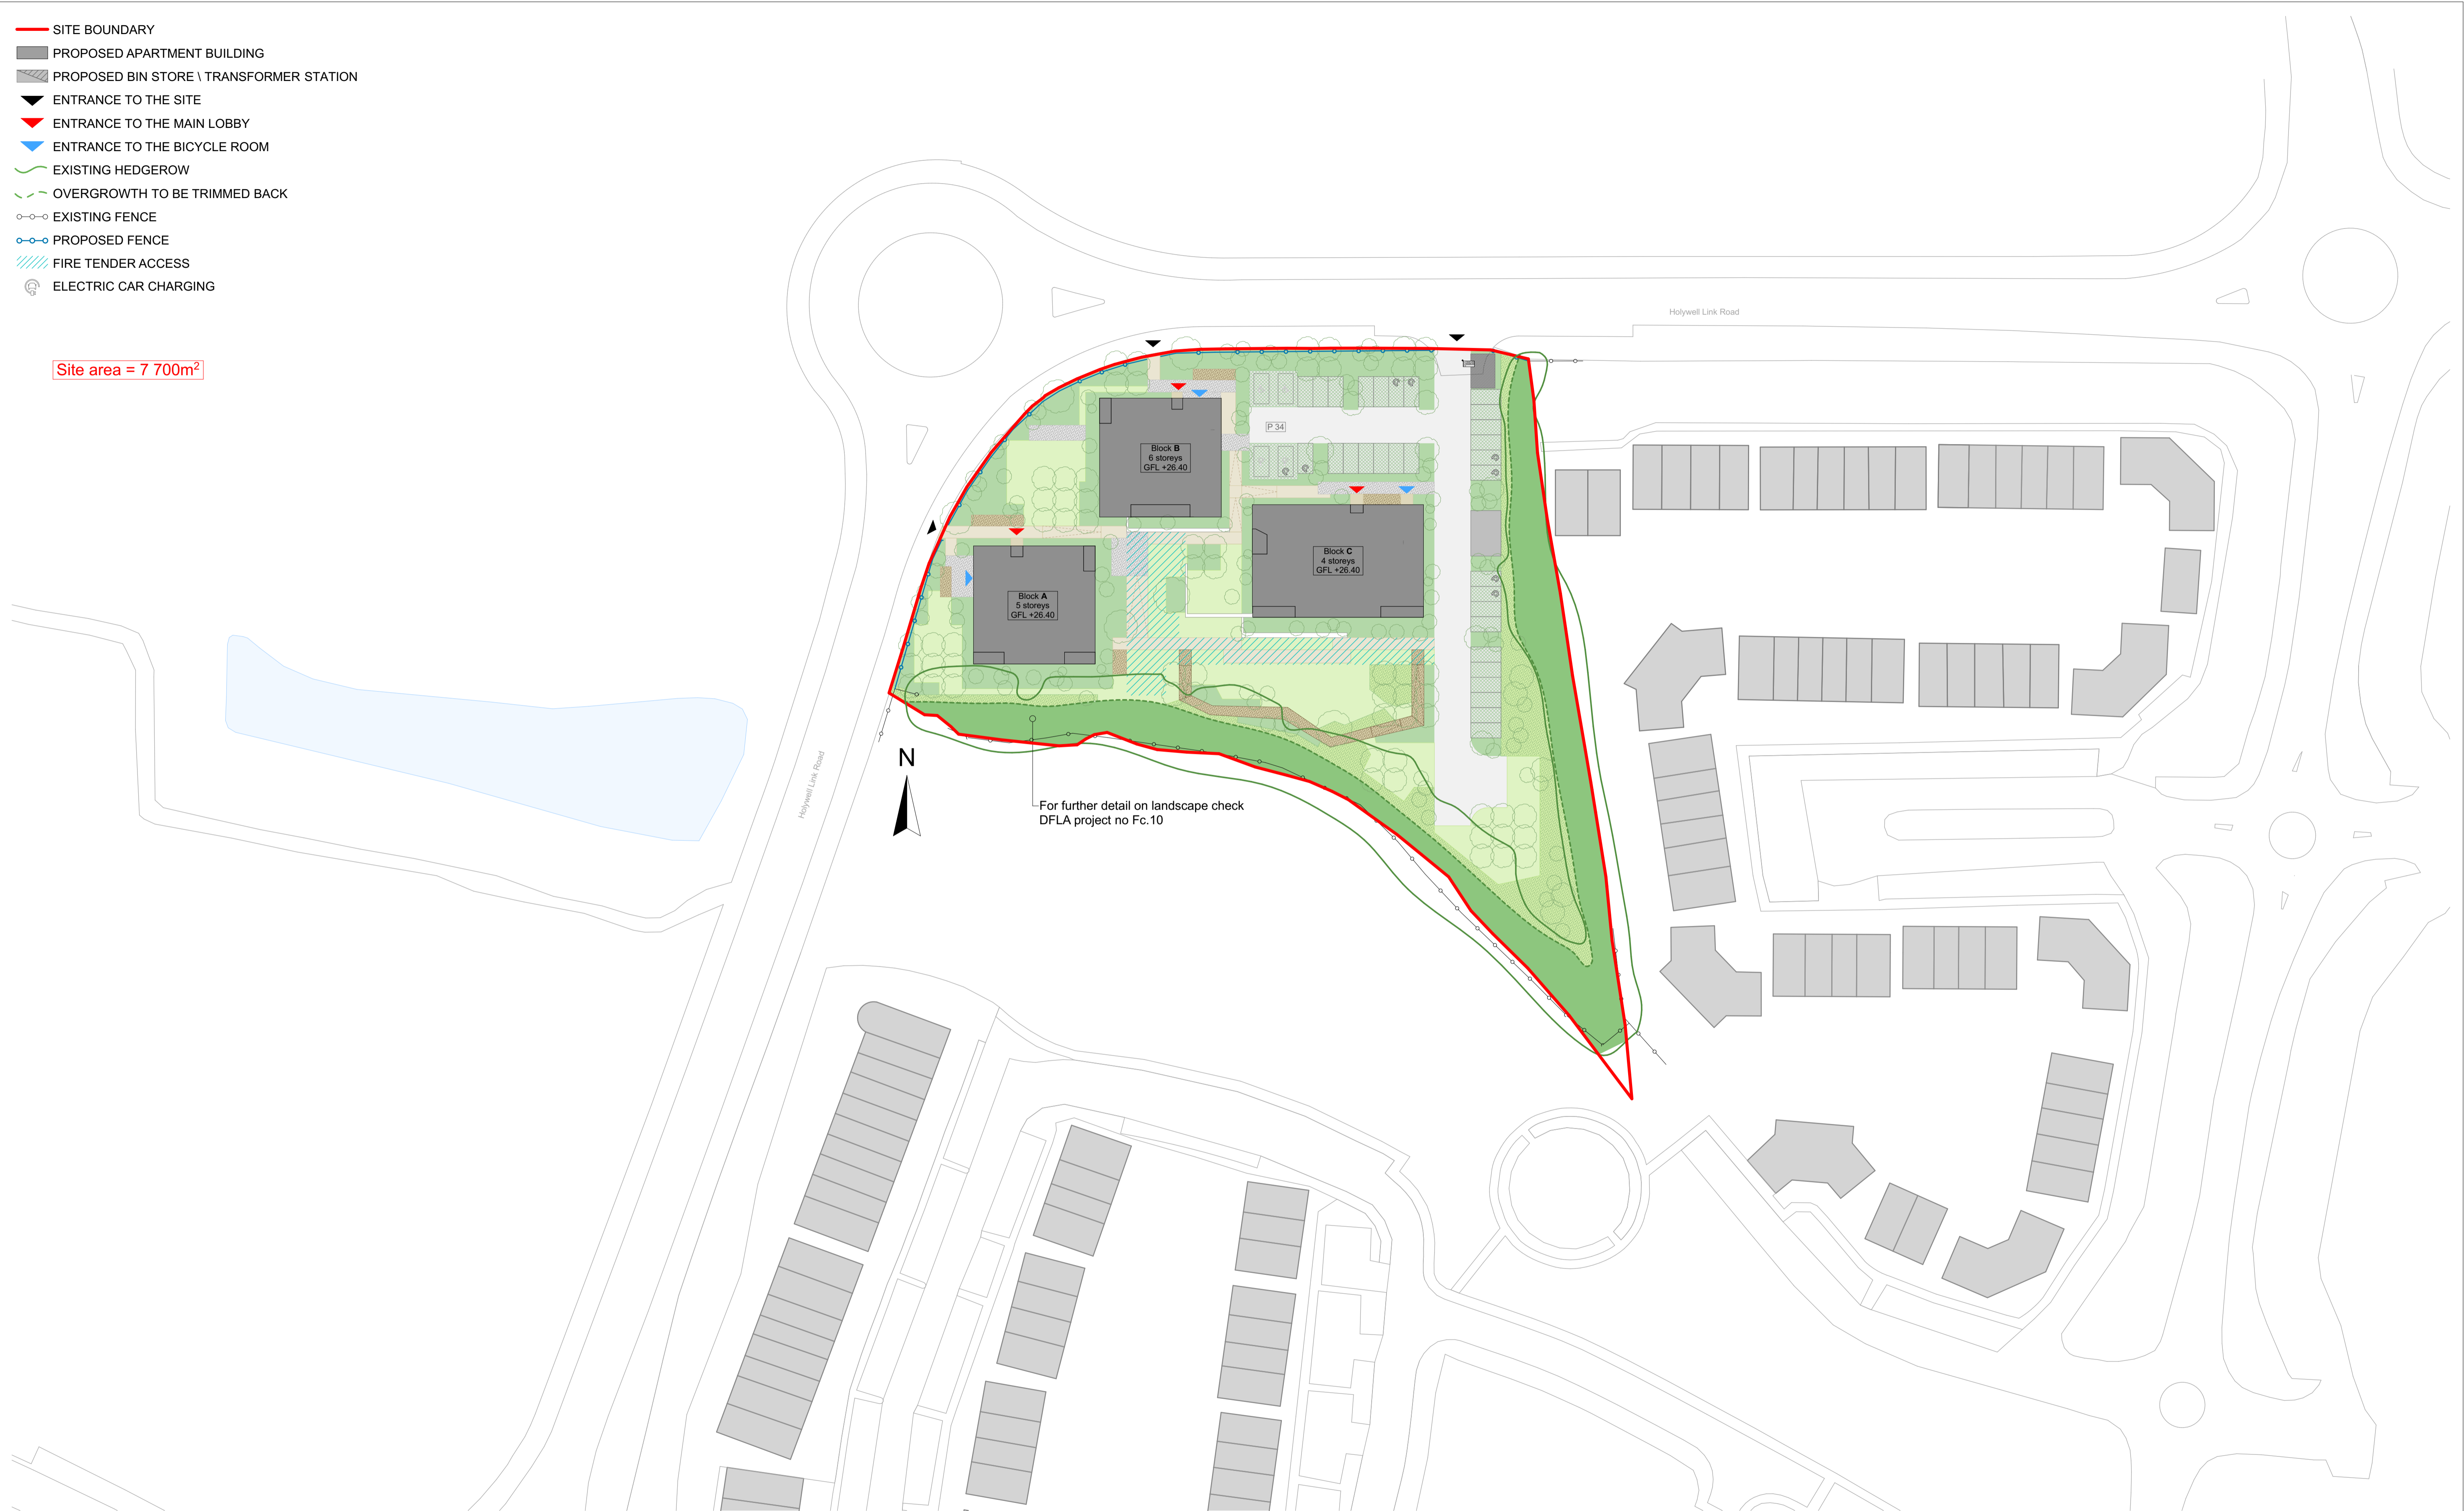 SITE BOUNDARY
PROPOSED APARTMENT BUILDING
PROPOSED BIN STORE \ TRANSFORMER STATION
ENTRANCE TO THE SITE
ENTRANCE TO THE MAIN LOBBY
ENTRANCE TO THE BICYCLE ROOM
EXISTING HEDGEROW
OVERGROWTH TO BE TRIMMED BACK
EXISTING FENCE
PROPOSED FENCE
FIRE TENDER ACCESS
ELECTRIC CAR CHARGING
Site area = 7 700m²
Holywell Link Road
P 34
Block B
6 storeys
GFL +26.40
Block C
4 storeys
GFL +26.40
Block A
5 storeys
GFL +26.40
Holywell Link Road
N
For further detail on landscape check
DFLA project no Fc.10